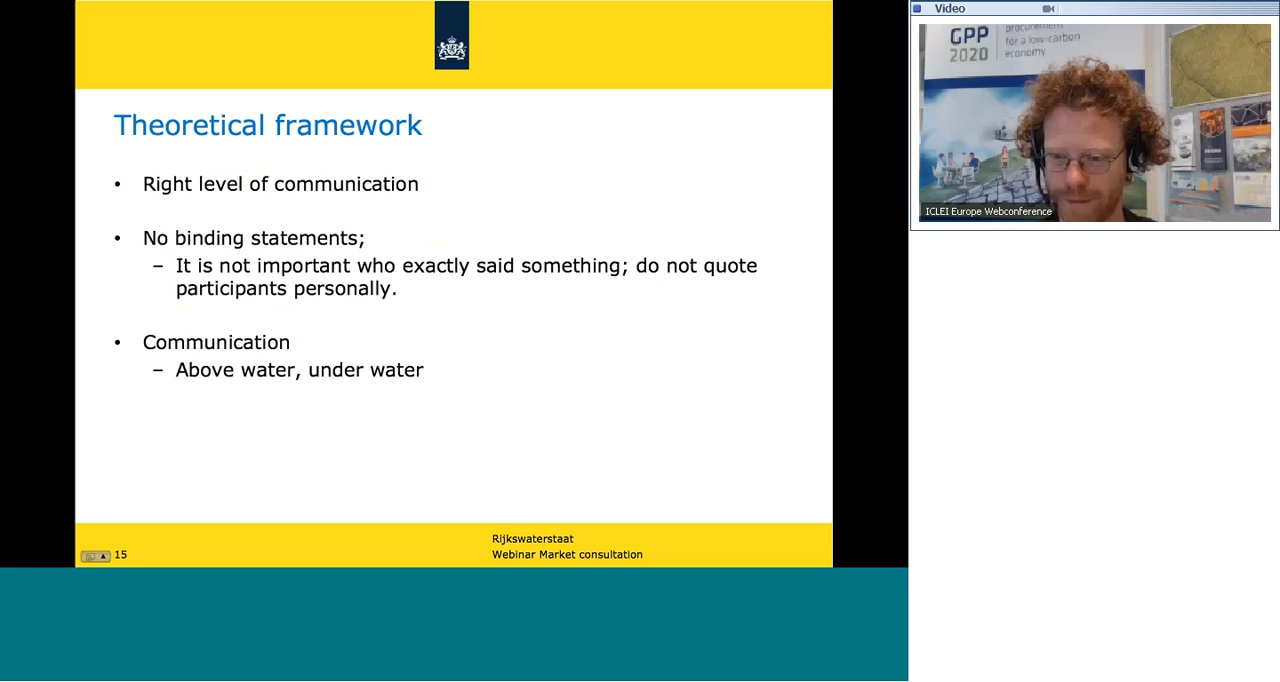 Theoretical framework
• Right level of communication
• No binding statements;
– It is not important who exactly said something; do not quote
participants personally.
• Communication
– Above water, under water
15
Rijkswaterstaat
Webinar Market consultation
Video
GPP
2020
procurement
for a low-carbon
economy
ICLEI Europe Webconference